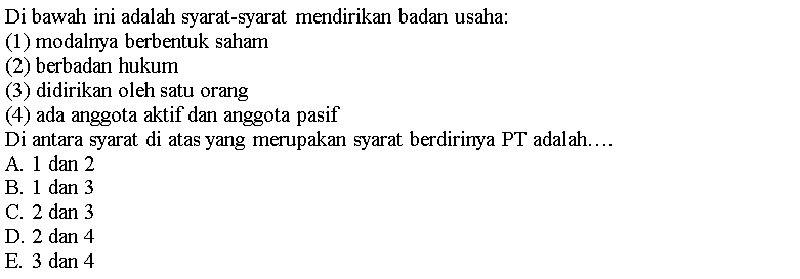 Di bawah ini adalah syarat-syarat mendirikan badan usaha:
(1) modalnya berbentuk saham
(2) berbadan hukum
(3) didirikan oleh satu orang
(4) ada anggota aktif dan anggota pasif
Di antara syarat di atas yang merupakan syarat berdirinya PT adalah....
A. 1 dan 2
B. 1 dan 3
C. 2 dan 3
D. 2 dan 4
E. 3 dan 4